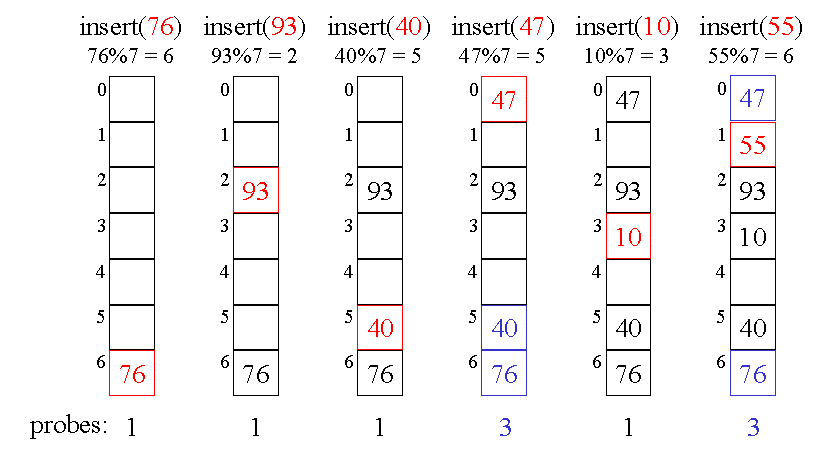 insert(76) insert(93) insert(40) insert(47) insert(10) insert(55)
76%7 = 6 93%7 = 2 40%7 = 5 47%7 = 5 10%7 = 3 55%7 = 6
0 0 0 0 47 0 47 0 47
1 1 1 1 1 1 55
2 2 93 2 93 2 93 2 93 2 93
3 3 3 3 3 10 3 10
4 4 4 4 4 4
5 5 5 40 5 40 5 40 5 40
6 76 6 76 6 76 6 76 6 76 6 76
probes: 1 1 1 3 1 3